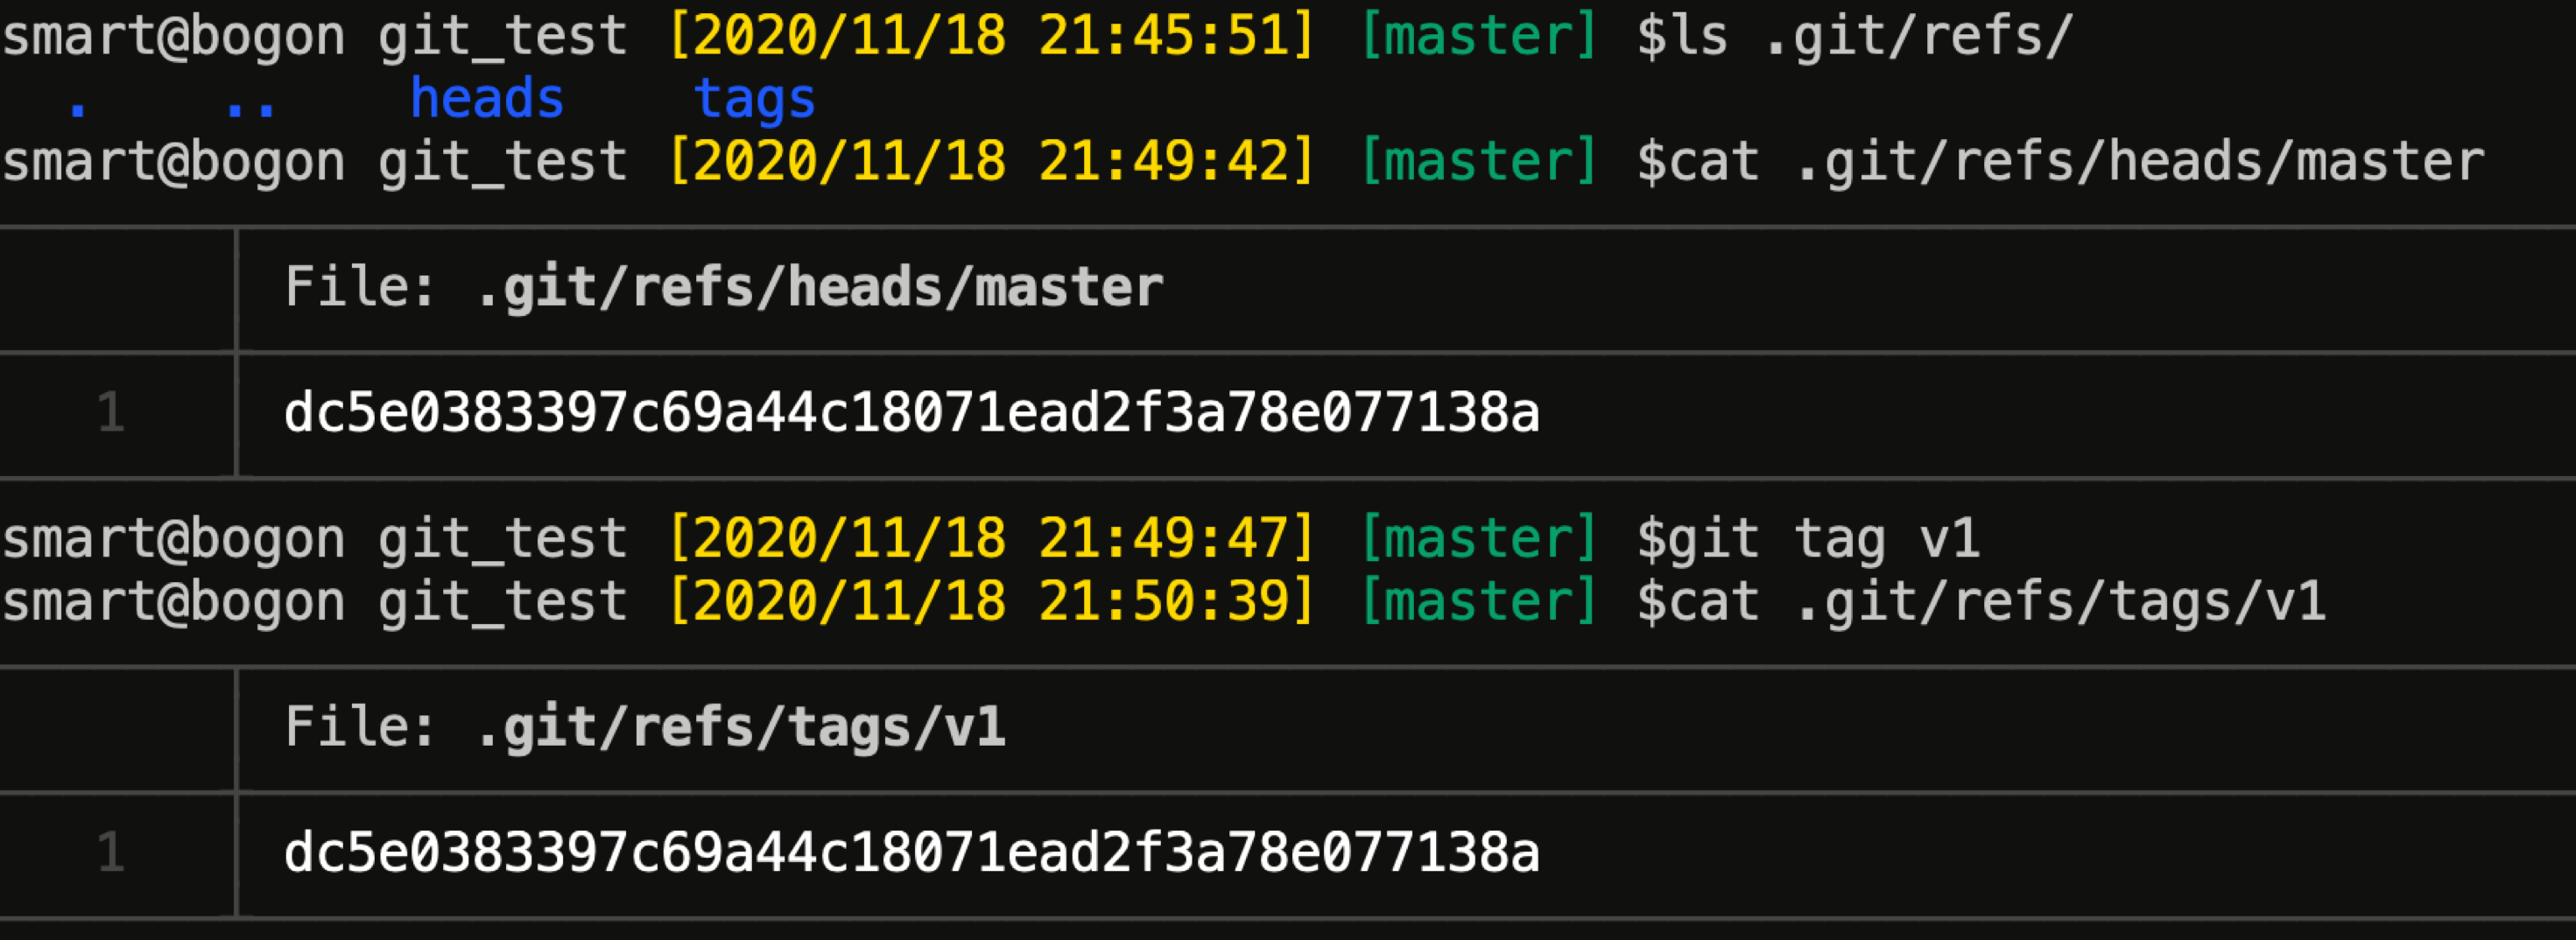 smart@bogon git_test [2020/11/18 21:45:51] [master] $ls .git/refs/
. .. heads tags
smart@bogon git_test [2020/11/18 21:49:42] [master] $cat .git/refs/heads/master
File: .git/refs/heads/master
1 dc5e0383397c69a44c18071ead2f3a78e077138a
smart@bogon git_test [2020/11/18 21:49:47] [master] $git tag v1
smart@bogon git_test [2020/11/18 21:50:39] [master] $cat .git/refs/tags/v1
File: .git/refs/tags/v1
1 dc5e0383397c69a44c18071ead2f3a78e077138a